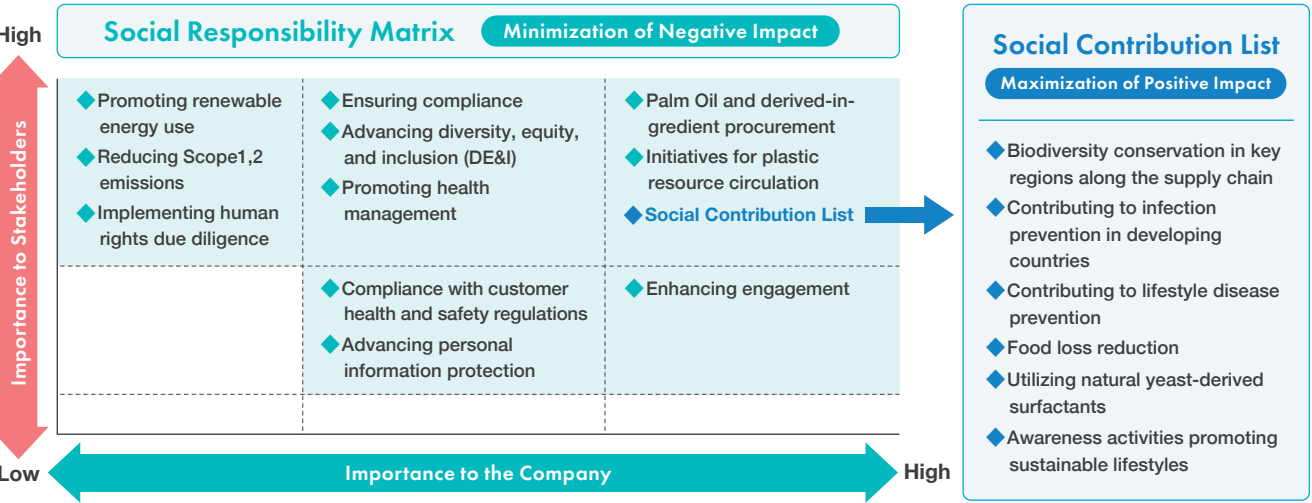 High
Social Responsibility Matrix
Minimization of Negative Impact
Importance to Stakeholders
Promoting renewable
energy use
Reducing Scope1,2
emissions
Implementing human
rights due diligence
Ensuring compliance
Advancing diversity, equity,
and inclusion (DE&I)
Promoting health
management
Palm Oil and derived-in-
gredient procurement
Initiatives for plastic
resource circulation
Social Contribution List
Compliance with customer
health and safety regulations
Advancing personal
information protection
Enhancing engagement
Low
Importance to the Company
High
Social Contribution List
Maximization of Positive Impact
Biodiversity conservation in key
regions along the supply chain
Contributing to infection
prevention in developing
countries
Contributing to lifestyle disease
prevention
Food loss reduction
Utilizing natural yeast-derived
surfactants
Awareness activities promoting
sustainable lifestyles